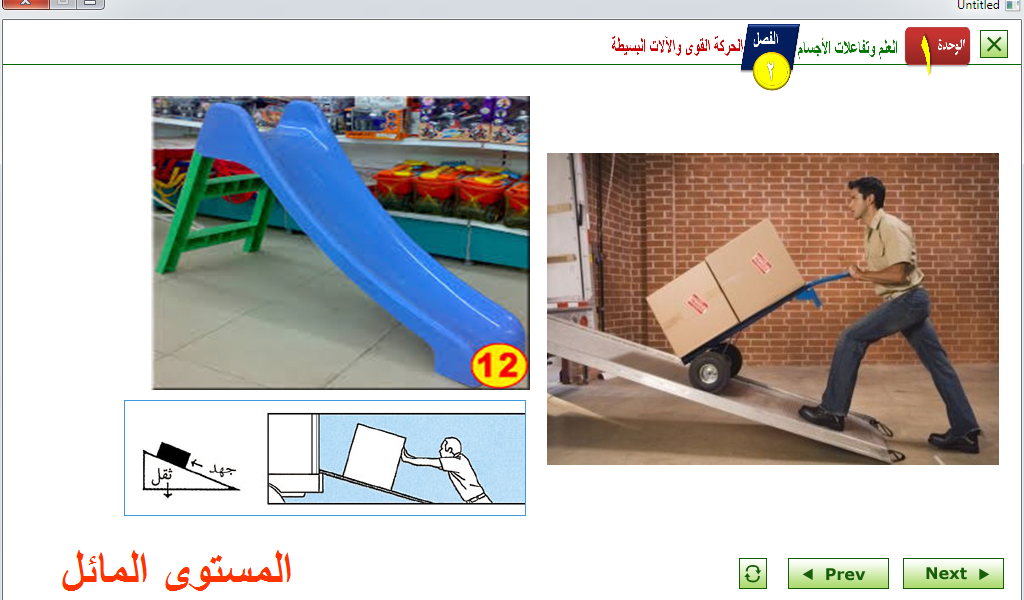 Untitled
الوحدة ١ العلم وتفاعلات الأجسام الفصل ٢ الحركة القوى والآلات البسيطة
12
جهد
ثقل
المستوى المائل
Prev
Next